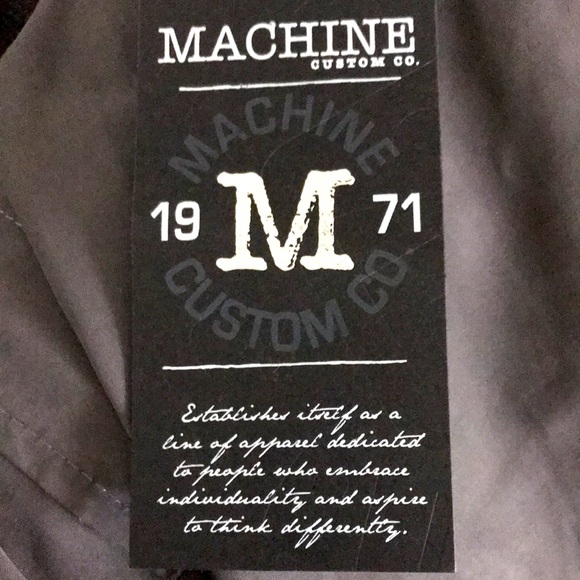 MACHINE
CUSTOM CO.
MACHINE
19 M 71
CUSTOM CO
Establishes itself as a
line of apparel dedicated
to people who embrace
individuality and aspire
to think differently.